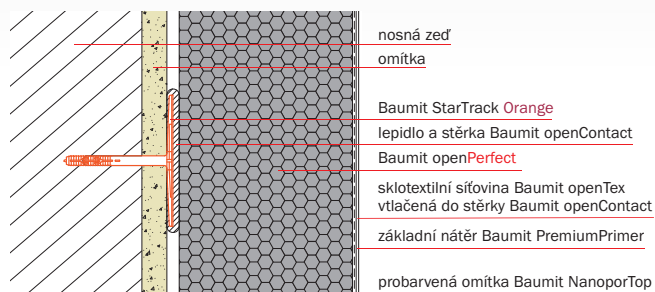 nosná zeď
omítka
Baumit StarTrack Orange
lepidlo a stěrka Baumit openContact
Baumit openPerfect
sklotextilní síťovina Baumit openTex
vtlačená do stěrky Baumit openContact
základní nátěr Baumit PremiumPrimer
probarvená omítka Baumit NanoporTop